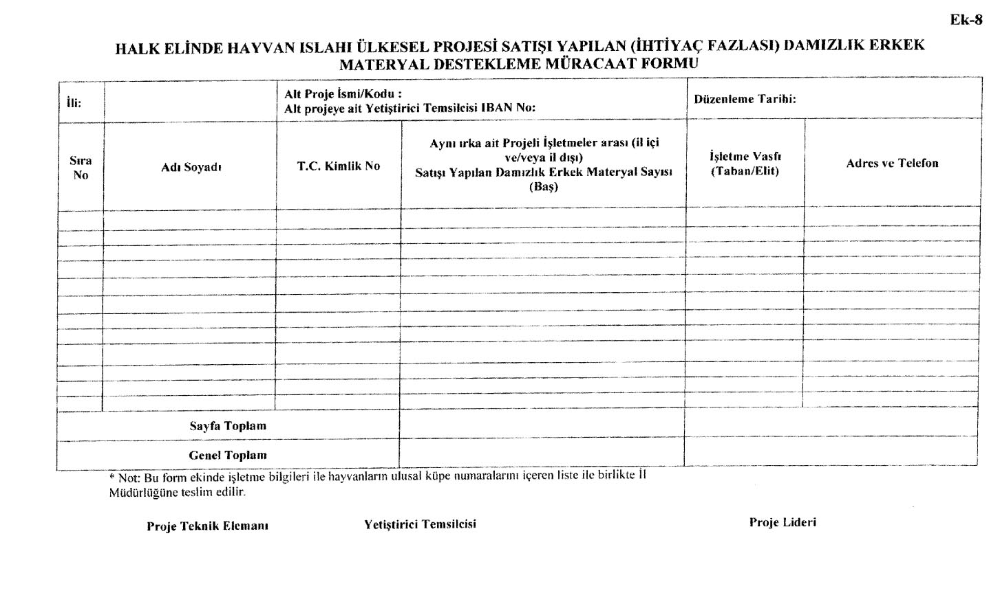 Ek-8
HALK ELİNDE HAYVAN ISLAHI ÜLKESEL PROJESİ SATIŞI YAPILAN (İHTİYAÇ FAZLASI) DAMIZLIK ERKEK
MATERYAL DESTEKLEME MÜRACAAT FORMU
İli:
Alt Proje İsmi/Kodu :
Alt projeye ait Yetiştirici Temsilcisi IBAN No:
Düzenleme Tarihi:
Sıra
No
Adı Soyadı
T.C. Kimlik No
Aynı ırka ait Projeli İşletmeler arası (il içi
ve/veya il dışı)
Satışı Yapılan Damızlık Erkek Materyal Sayısı
(Baş)
İşletme Vasfı
(Taban/Elit)
Adres ve Telefon
Sayfa Toplam
Genel Toplam
* Not: Bu form ekinde işletme bilgileri ile hayvanların ulusal küpe numaralarını içeren liste ile birlikte İl
Müdürlüğüne teslim edilir.
Proje Teknik Elemanı
Yetiştirici Temsilcisi
Proje Lideri